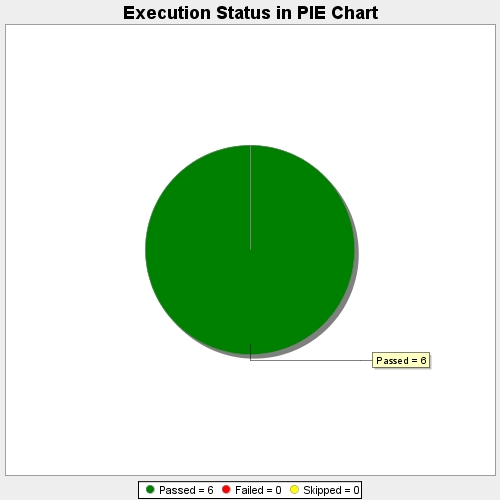 Execution Status in PIE Chart
Passed = 6
Passed = 6 Failed = 0 Skipped = 0